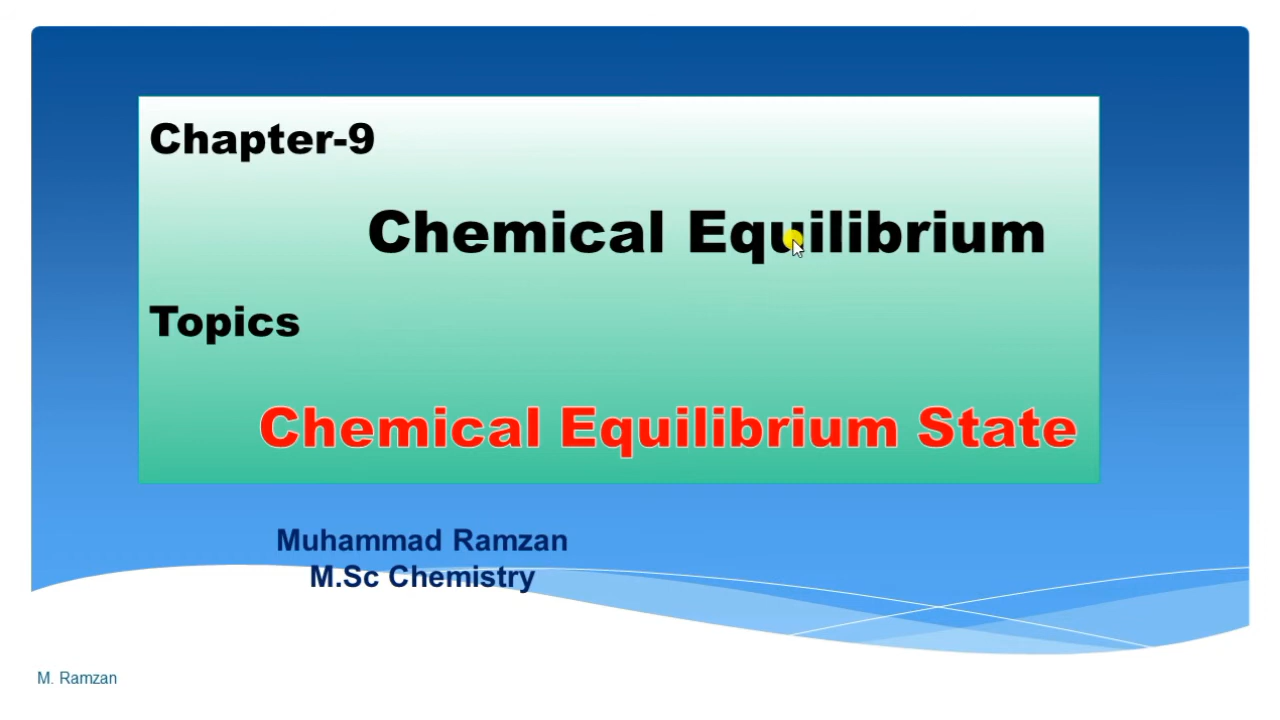 Chapter-9
Chemical Equilibrium
Topics
Chemical Equilibrium State
Muhammad Ramzan
M.Sc Chemistry
M. Ramzan